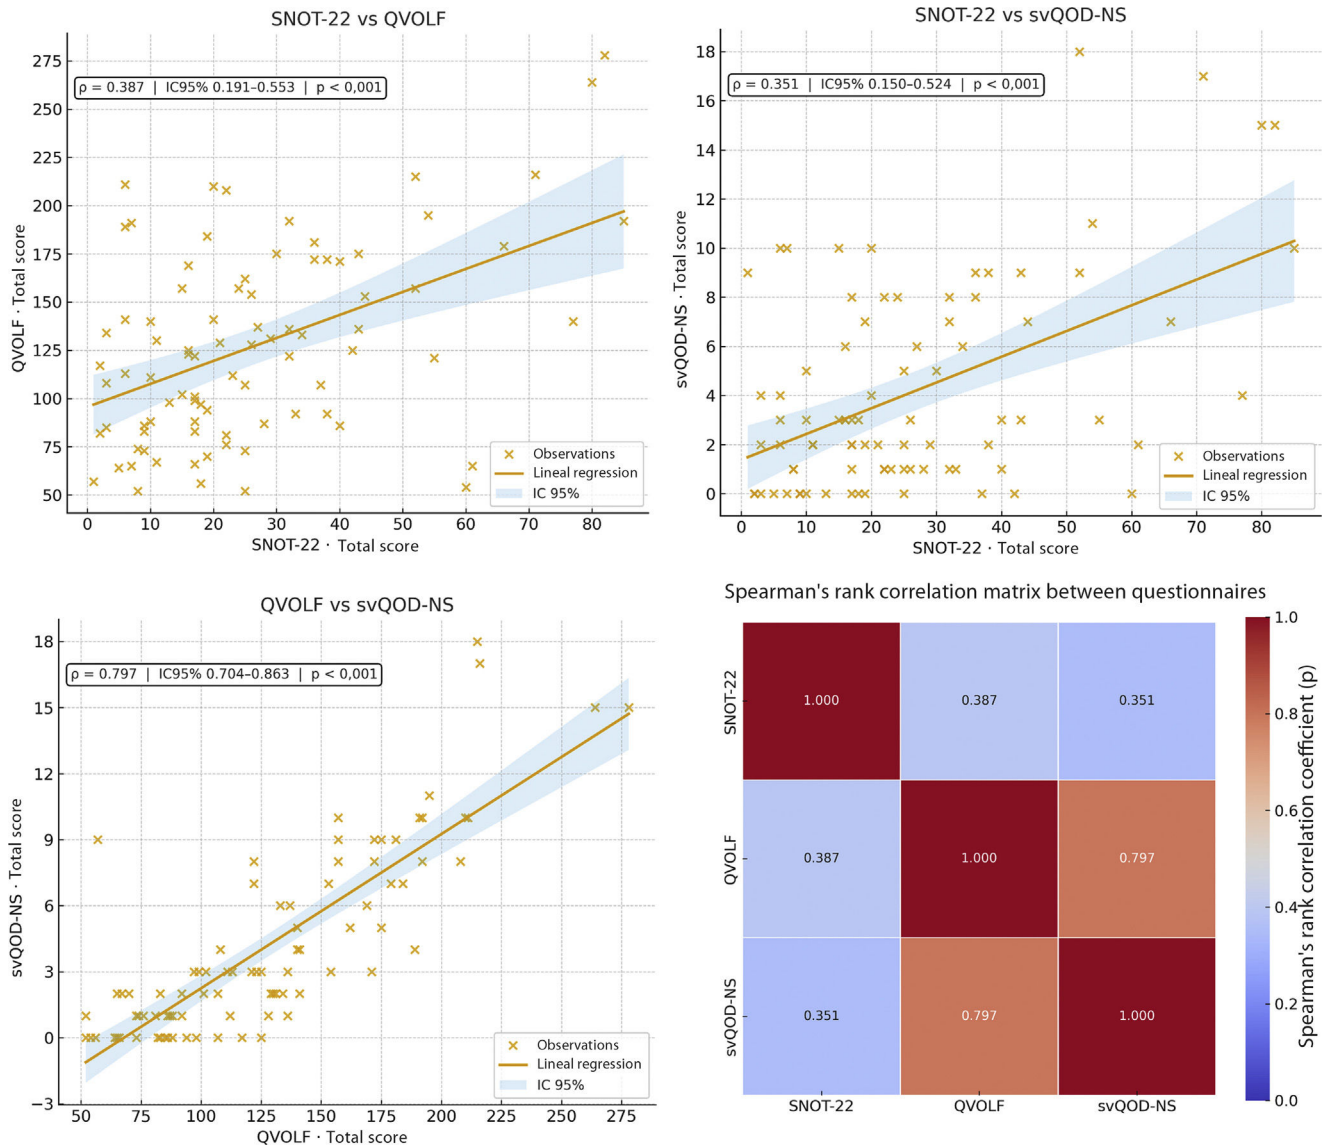 SNOT-22 vs QVOLF
ρ = 0.387 | IC95% 0.191–0.553 | p < 0,001
275
250
225
200
175
150
125
100
75
50
QVOLF · Total score
0 10 20 30 40 50 60 70 80
SNOT-22 · Total score
Observations
Lineal regression
IC 95%
SNOT-22 vs svQOD-NS
ρ = 0.351 | IC95% 0.150–0.524 | p < 0,001
18
16
14
12
10
8
6
4
2
0
svQOD-NS · Total score
0 10 20 30 40 50 60 70 80
SNOT-22 · Total score
Observations
Lineal regression
IC 95%
QVOLF vs svQOD-NS
ρ = 0.797 | IC95% 0.704–0.863 | p < 0,001
18
15
12
9
6
3
0
−3
svQOD-NS · Total score
50 75 100 125 150 175 200 225 250 275
QVOLF · Total score
Observations
Lineal regression
IC 95%
Spearman's rank correlation matrix between questionnaires
SNOT-22
1.000 0.387 0.351
QVOLF
0.387 1.000 0.797
svQOD-NS
0.351 0.797 1.000
SNOT-22 QVOLF svQOD-NS
1.0
0.8
0.6
0.4
0.2
0.0
Spearman's rank correlation coefficient (p)